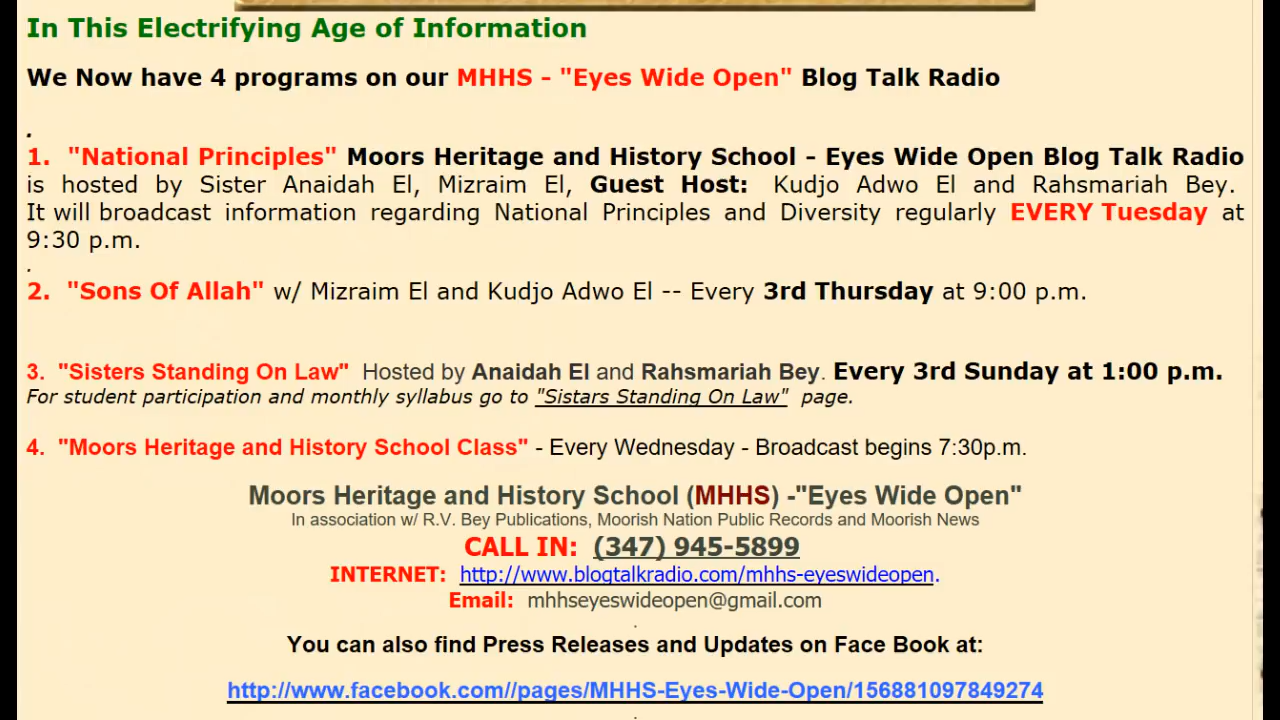 In This Electrifying Age of Information
We Now have 4 programs on our MHHS - "Eyes Wide Open" Blog Talk Radio
.
1. "National Principles" Moors Heritage and History School - Eyes Wide Open Blog Talk Radio
is hosted by Sister Anaidah El, Mizraim El, Guest Host: Kudjo Adwo El and Rahsmariah Bey.
It will broadcast information regarding National Principles and Diversity regularly EVERY Tuesday at
9:30 p.m.
.
2. "Sons Of Allah" w/ Mizraim El and Kudjo Adwo El -- Every 3rd Thursday at 9:00 p.m.
3. "Sisters Standing On Law" Hosted by Anaidah El and Rahsmariah Bey. Every 3rd Sunday at 1:00 p.m.
For student participation and monthly syllabus go to "Sistars Standing On Law" page.
4. "Moors Heritage and History School Class" - Every Wednesday - Broadcast begins 7:30p.m.
Moors Heritage and History School (MHHS) -"Eyes Wide Open"
In association w/ R.V. Bey Publications, Moorish Nation Public Records and Moorish News
CALL IN: (347) 945-5899
INTERNET: http://www.blogtalkradio.com/mhhs-eyeswideopen.
Email: mhhseyeswideopen@gmail.com
.
You can also find Press Releases and Updates on Face Book at:
http://www.facebook.com//pages/MHHS-Eyes-Wide-Open/156881097849274
.